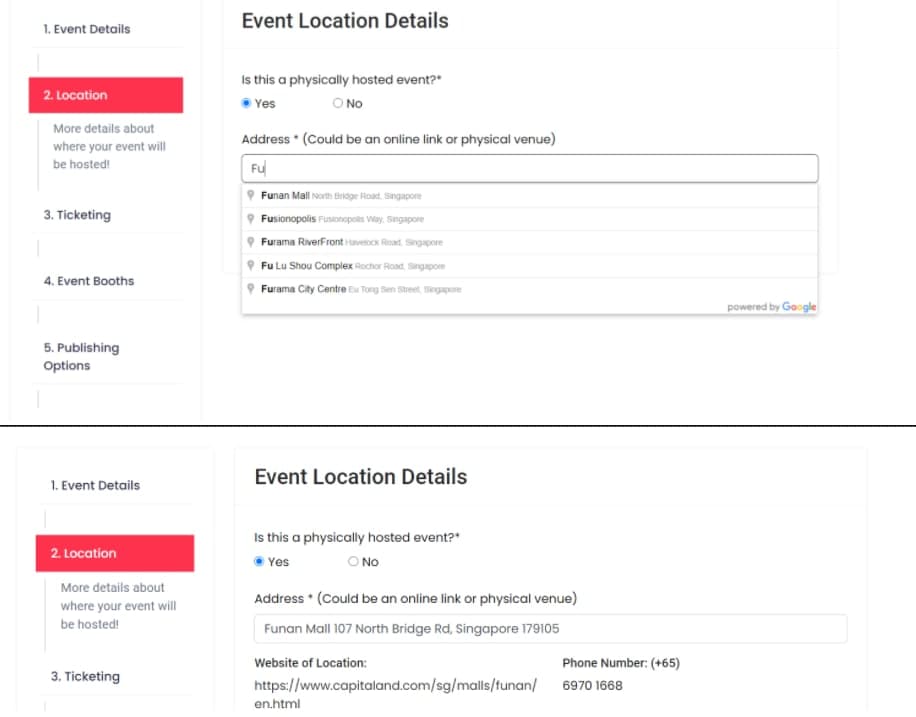 1. Event Details
2. Location
More details about
where your event will
be hosted!
3. Ticketing
4. Event Booths
5. Publishing
Options
Event Location Details
Is this a physically hosted event?*
Yes
No
Address * (Could be an online link or physical venue)
Fu
Funan Mall North Bridge Road, Singapore
Fusionopolis Fusionopolis Way, Singapore
Furama RiverFront Havelock Road, Singapore
Fu Lu Shou Complex Rochor Road, Singapore
Furama City Centre Eu Tong Sen Street, Singapore
powered by Google
1. Event Details
2. Location
More details about
where your event will
be hosted!
3. Ticketing
Event Location Details
Is this a physically hosted event?*
Yes
No
Address * (Could be an online link or physical venue)
Funan Mall 107 North Bridge Rd, Singapore 179105
Website of Location:
https://www.capitaland.com/sg/malls/funan/
en.html
Phone Number: (+65)
6970 1668